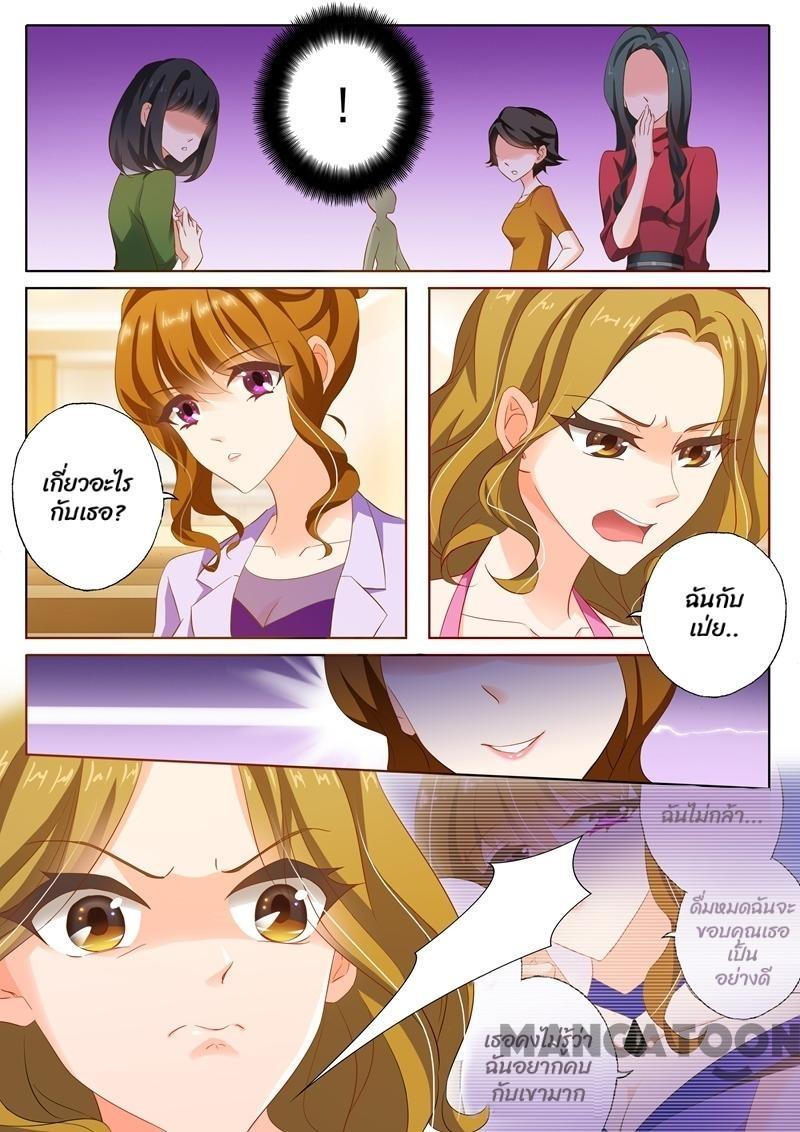 !
เกี่ยวอะไร
กับเธอ?
ฉันกับ
เป่ย..
ฉันไม่กล้า...
ดื่มหมดฉันจะ
ขอบคุณเธอ
เป็น
อย่างดี
เธอคงไม่รู้ว่า
ฉันอยากคบ
กับเขามาก
MANGATOON